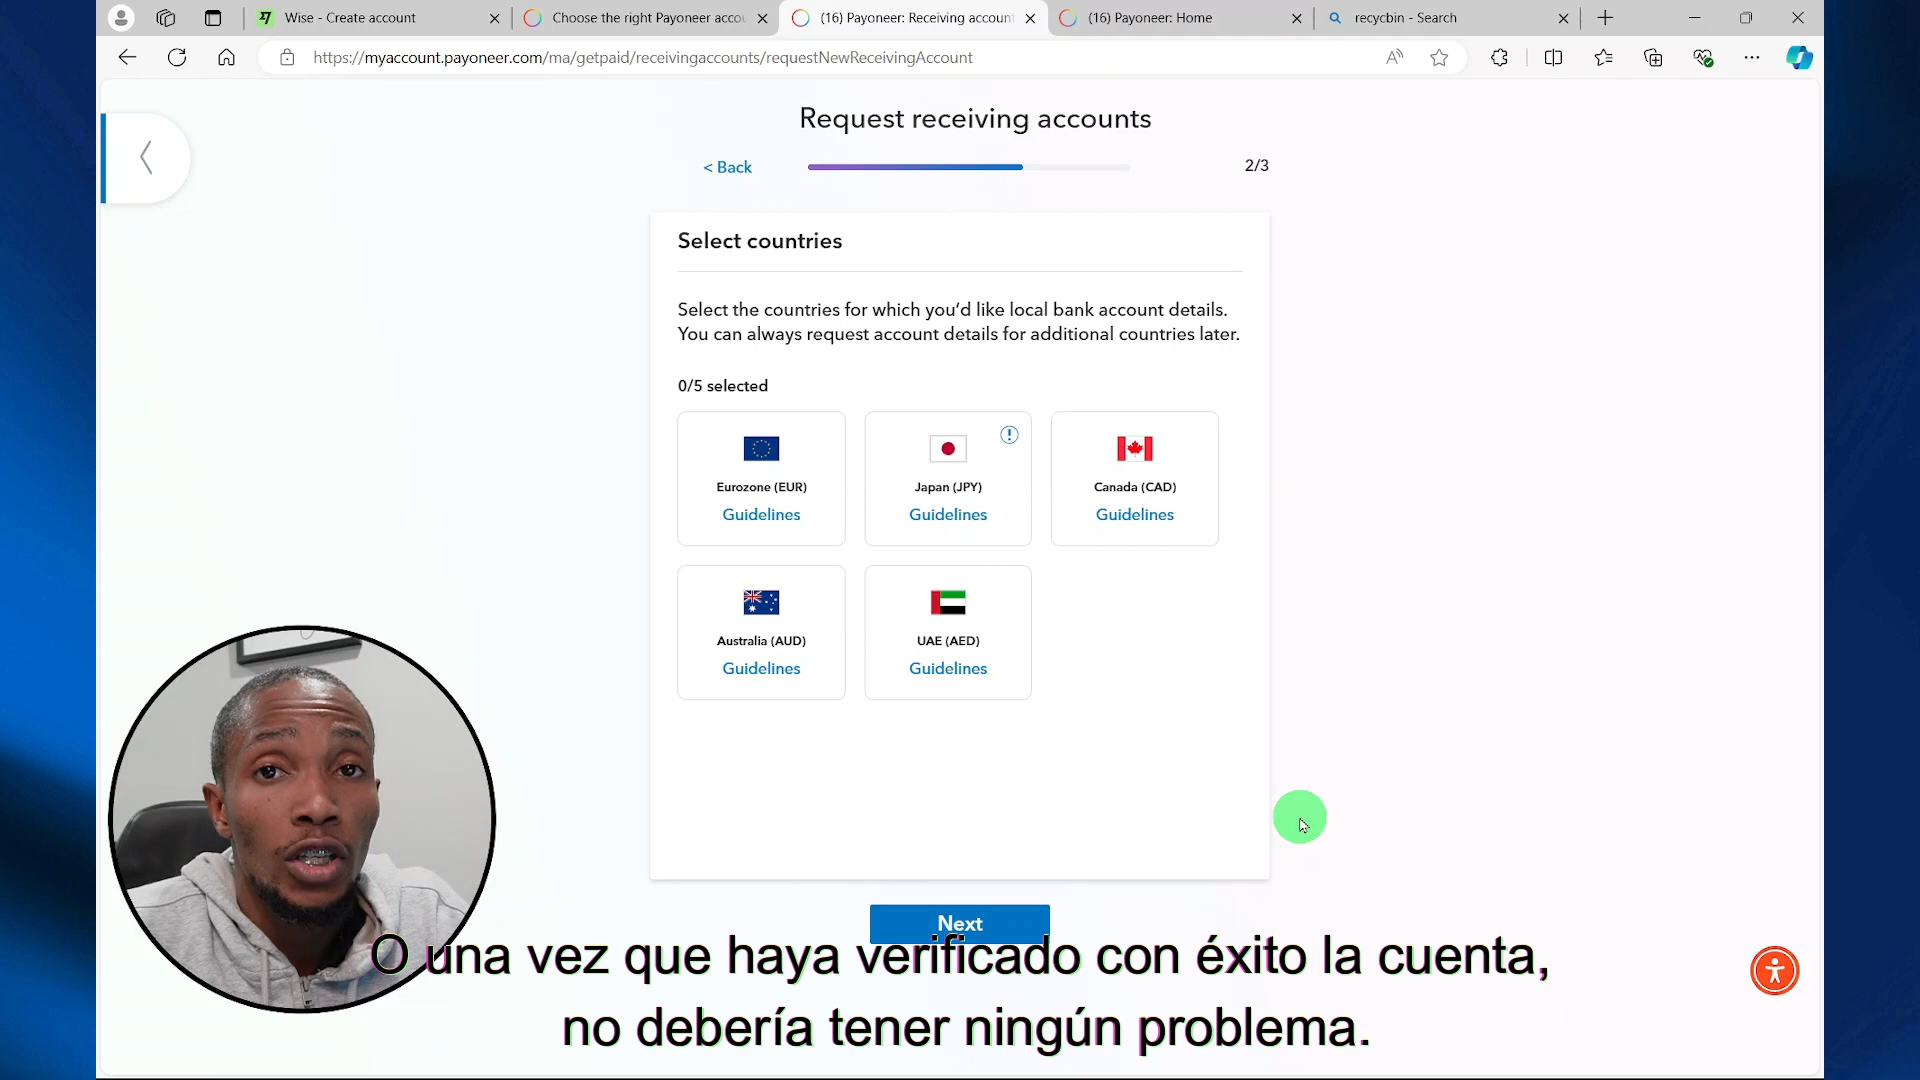 Wise - Create account
Choose the right Payoneer accou
(16) Payoneer: Receiving account
(16) Payoneer: Home
recycbin - Search
https://myaccount.payoneer.com/ma/getpaid/receivingaccounts/requestNewReceivingAccount
Request receiving accounts
< Back
2/3
Select countries
Select the countries for which you'd like local bank account details.
You can always request account details for additional countries later.
0/5 selected
Eurozone (EUR)
Guidelines
Japan (JPY)
Guidelines
Canada (CAD)
Guidelines
Australia (AUD)
Guidelines
UAE (AED)
Guidelines
Next
O una vez que haya verificado con éxito la cuenta,
no debería tener ningún problema.